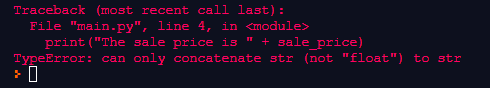 Traceback (most recent call last):
  File "main.py", line 4, in <module>
    print("The sale price is " + sale_price)
TypeError: can only concatenate str (not "float") to str
>